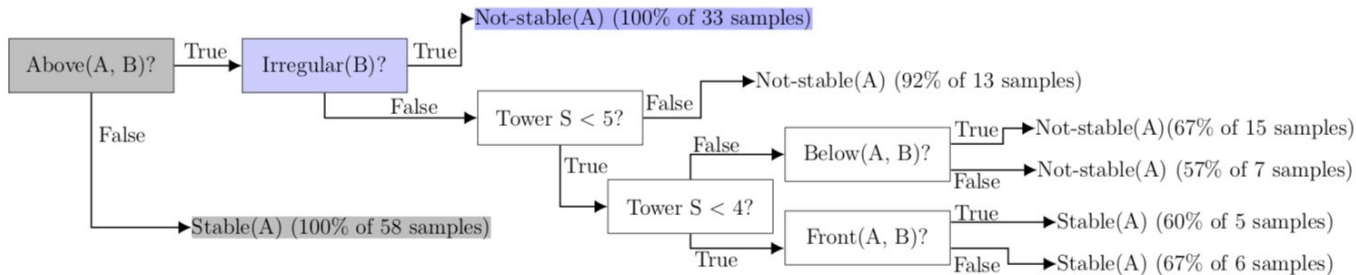 Not-stable(A) (100% of 33 samples)
Above(A, B)?
True
Irregular(B)?
True
Not-stable(A) (92% of 13 samples)
False
False
Tower S < 5?
False
Not-stable(A)(67% of 15 samples)
True
False
Below(A, B)?
True
Not-stable(A) (57% of 7 samples)
False
Tower S < 4?
Stable(A) (100% of 58 samples)
True
Front(A, B)?
True
Stable(A) (60% of 5 samples)
False
Stable(A) (67% of 6 samples)